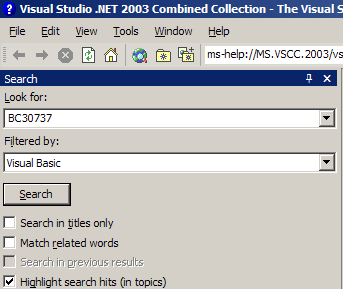 Visual Studio .NET 2003 Combined Collection - The Visual S
File Edit View Tools Window Help
ms-help://MS.VSCC.2003/vs
Search
Look for:
BC30737
Filtered by:
Visual Basic
Search
Search in titles only
Match related words
Search in previous results
Highlight search hits (in topics)